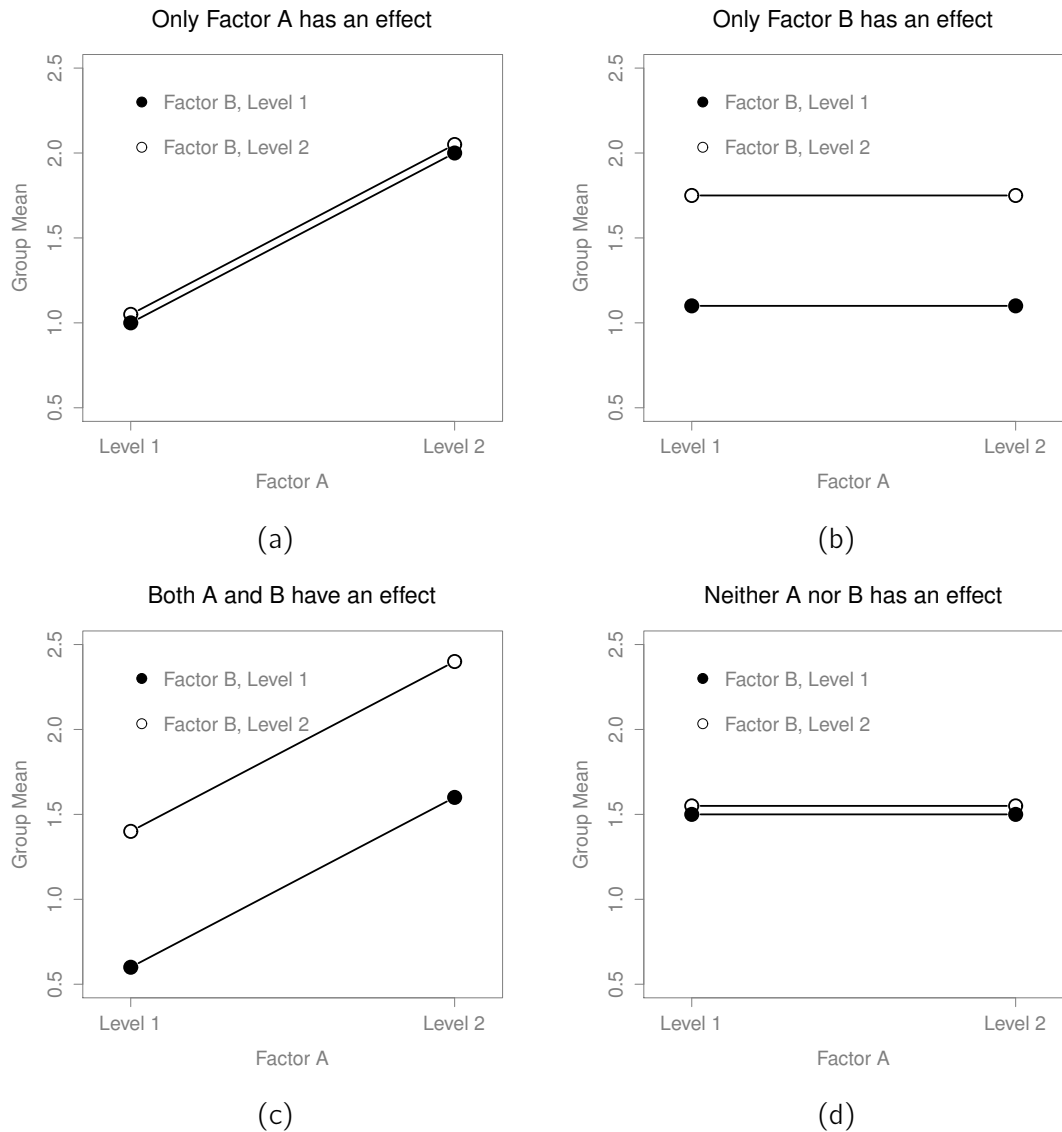 Only Factor A has an effect
Group Mean
2.5
2.0
1.5
1.0
0.5
Factor B, Level 1
Factor B, Level 2
Level 1
Level 2
Factor A
(a)
Only Factor B has an effect
Group Mean
2.5
2.0
1.5
1.0
0.5
Factor B, Level 1
Factor B, Level 2
Level 1
Level 2
Factor A
(b)
Both A and B have an effect
Group Mean
2.5
2.0
1.5
1.0
0.5
Factor B, Level 1
Factor B, Level 2
Level 1
Level 2
Factor A
(c)
Neither A nor B has an effect
Group Mean
2.5
2.0
1.5
1.0
0.5
Factor B, Level 1
Factor B, Level 2
Level 1
Level 2
Factor A
(d)